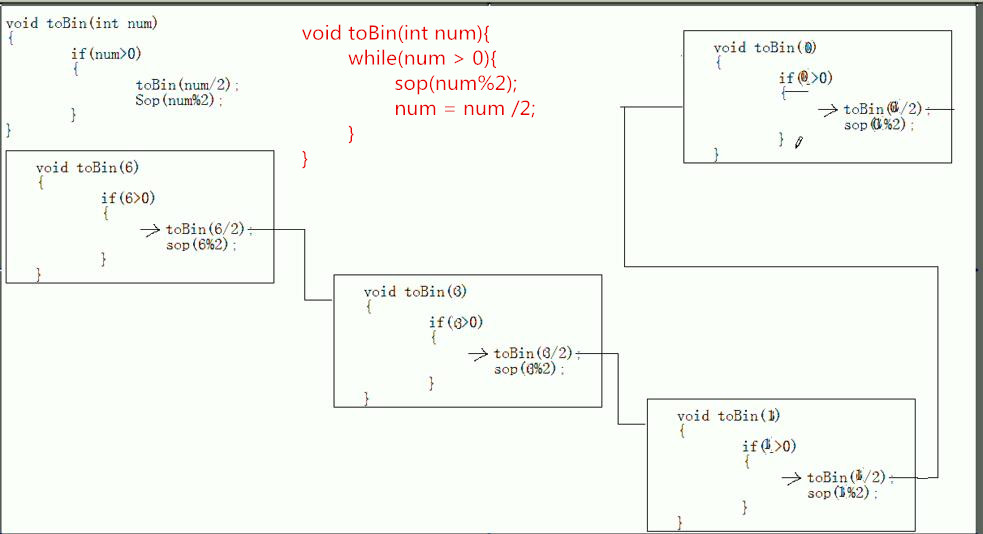 void toBin(int num)
{
if(num>0)
{
toBin(num/2);
Sop(num%2);
}
}
void toBin(int num){
while(num > 0){
sop(num%2);
num = num /2;
}
}
void toBin(6)
{
if(6>0)
{
toBin(6/2);
sop(6%2);
}
}
void toBin(3)
{
if(3>0)
{
toBin(3/2);
sop(3%2);
}
}
void toBin(1)
{
if(1>0)
{
toBin(1/2);
sop(1%2);
}
}
void toBin(0)
{
if(0>0)
{
toBin(0/2);
sop(0%2);
}
}